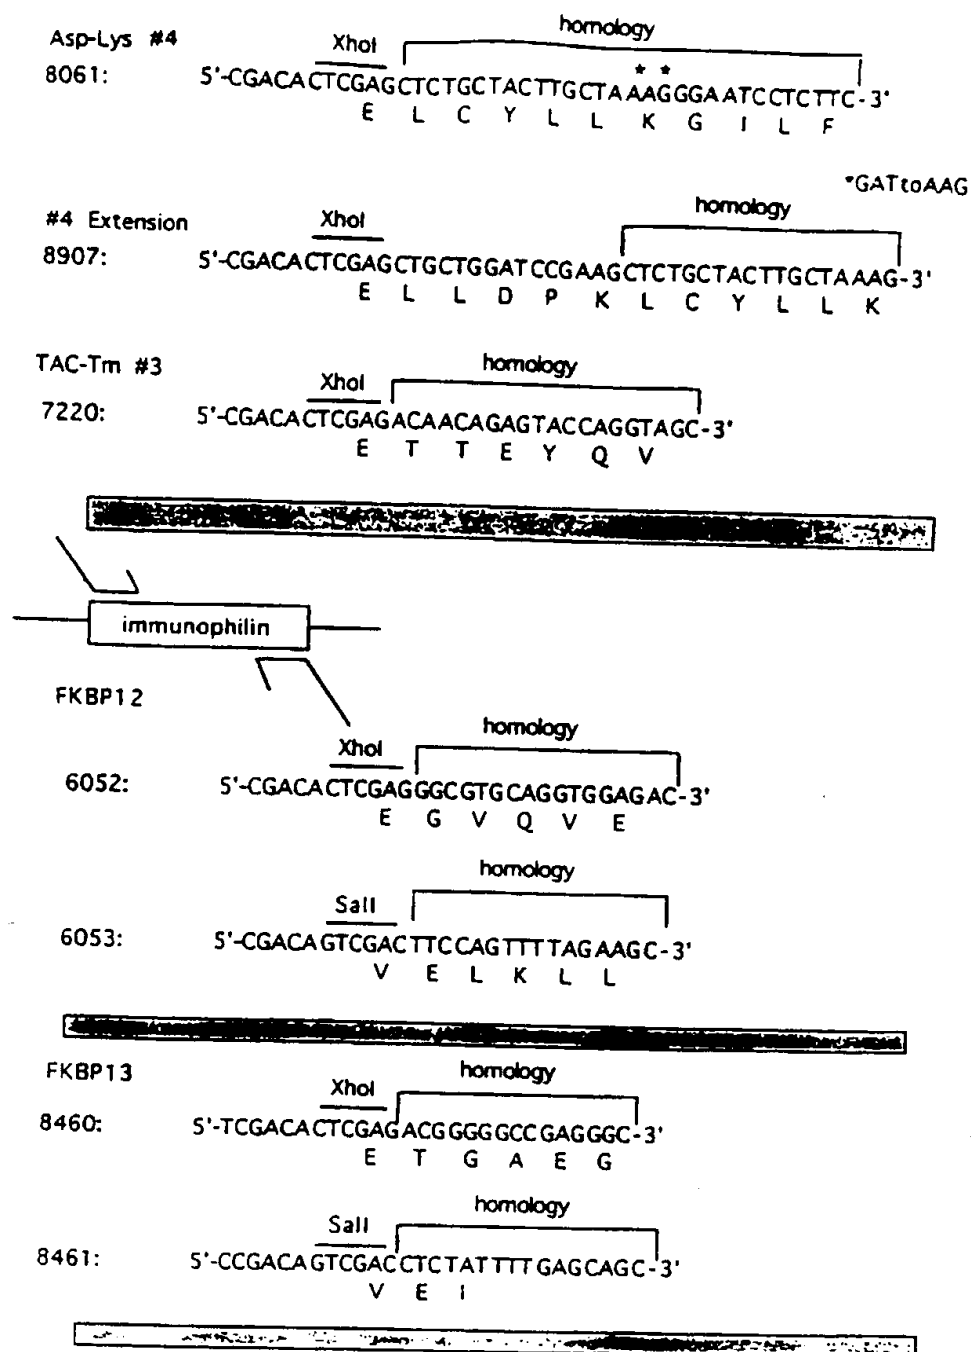 homology
Asp-Lys #4 XhoI
* *
8061: 5'-CGACACTCGAGCTCTGCTACTTGCTAAAGGGAATCCTCTTC-3'
E L C Y L L K G I L F
*GATtoAAG
#4 Extension XhoI homology
8907: 5'-CGACACTCGAGCTGCTGGATCCGAAGCTCTGCTACTTGCTAAAG-3'
E L L D P K L C Y L L K
TAC-Tm #3 XhoI homology
7220: 5'-CGACACTCGAGACAACAGAGTACCAGGTAGC-3'
E T T E Y Q V
immunophilin
FKBP12
XhoI homology
6052: 5'-CGACACTCGAGGGCGTGCAGGTGGAGAC-3'
E G V Q V E
homology
SalI
6053: 5'-CGACAGTCGACTTCCAGTTTTAGAAGC-3'
V E L K L L
FKBP13 homology
XhoI
8460: 5'-TCGACACTCGAGACGGGGGCCGAGGGC-3'
E T G A E G
homology
SalI
8461: 5'-CCGACAGTCGACCTCTATTTTGAGCAGC-3'
V E I